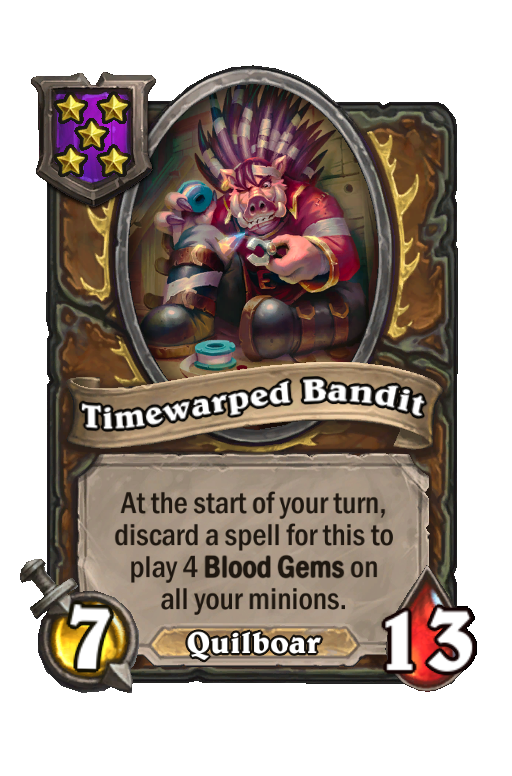 Timewarped Bandit
At the start of your turn,
discard a spell for this to
play 4 Blood Gems on
all your minions.
7
Quilboar
13